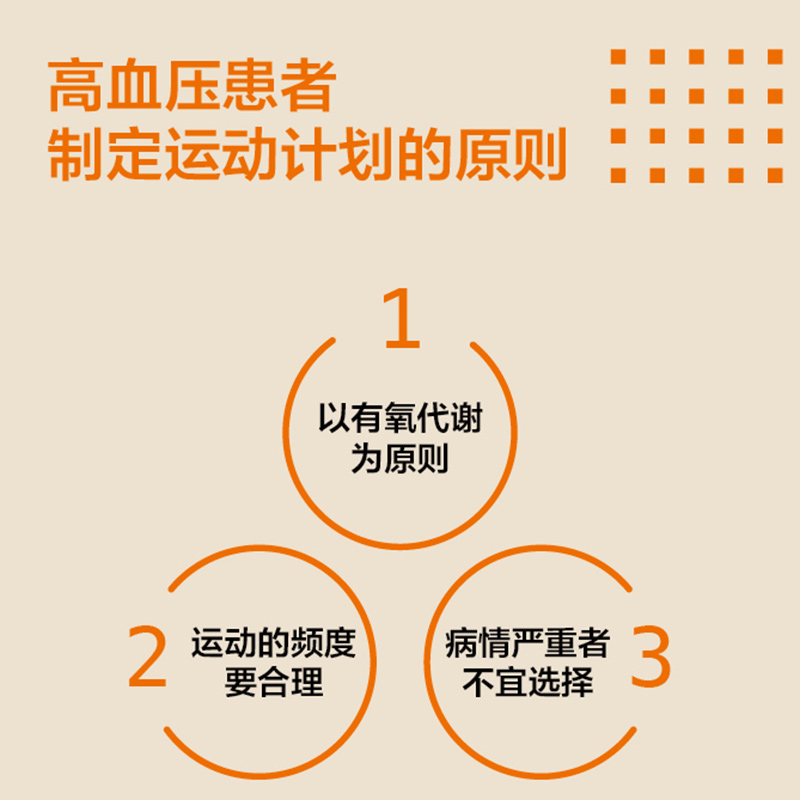 高血压患者
制定运动计划的原则
1
以有氧代谢
为原则
2
运动的频度
要合理
病情严重者
不宜选择
3